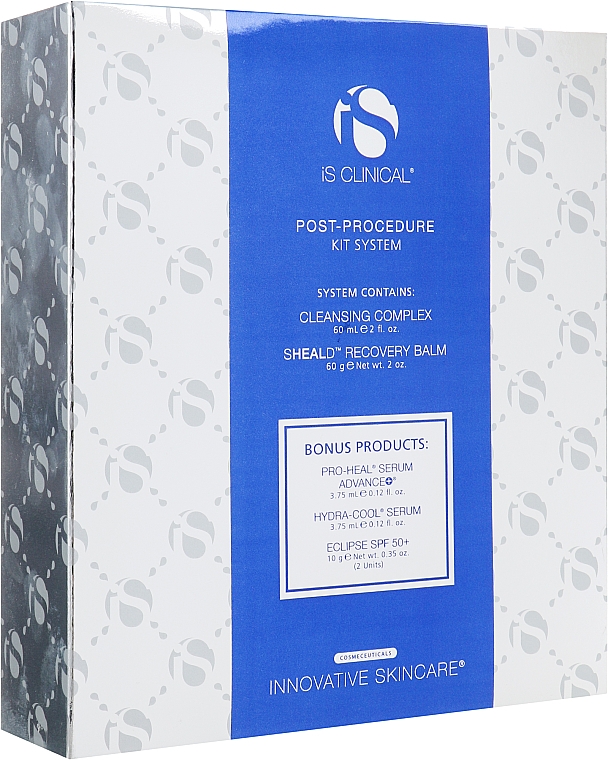 iS
iS CLINICAL®
POST-PROCEDURE
KIT SYSTEM
SYSTEM CONTAINS:
CLEANSING COMPLEX
60 mL ℮ 2 fl. oz.
SHEALD™ RECOVERY BALM
60 g ℮ Net wt. 2 oz.
BONUS PRODUCTS:
PRO-HEAL® SERUM
ADVANCE+®
3.75 mL ℮ 0.12 fl. oz.
HYDRA-COOL® SERUM
3.75 mL ℮ 0.12 fl. oz.
ECLIPSE SPF 50+
10 g ℮ Net wt. 0.35 oz.
(2 Units)
COSMECEUTICALS
INNOVATIVE SKINCARE®